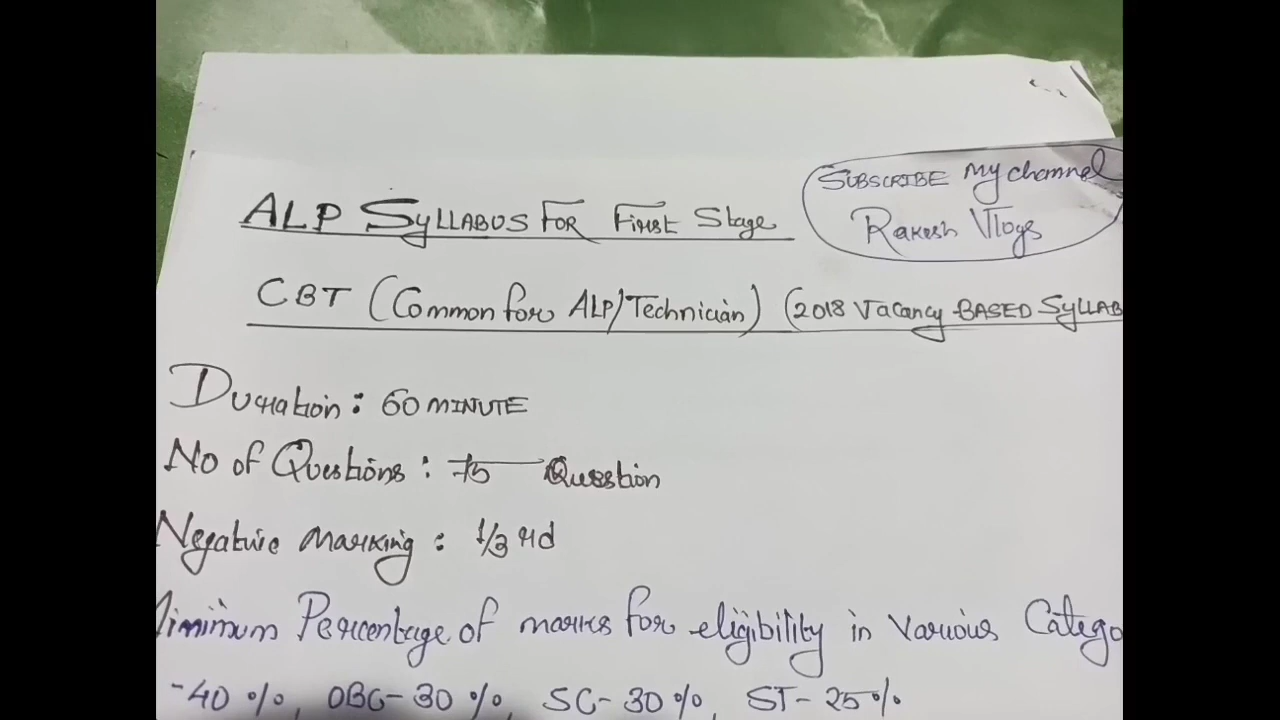 SUBSCRIBE My channel
Rakesh Vlogs
ALP SYLLABUS FOR First Stage
CBT (Common for ALP/Technician) (2018 Vacancy BASED SYLLAB
Duration : 60 MINUTE
No of Questions : 75 Question
Negative Marking : 1/3 rd
Minimum Percentage of marks for eligibility in Various Catego
-40 %, OBC-30 %, SC-30 %, ST-25%